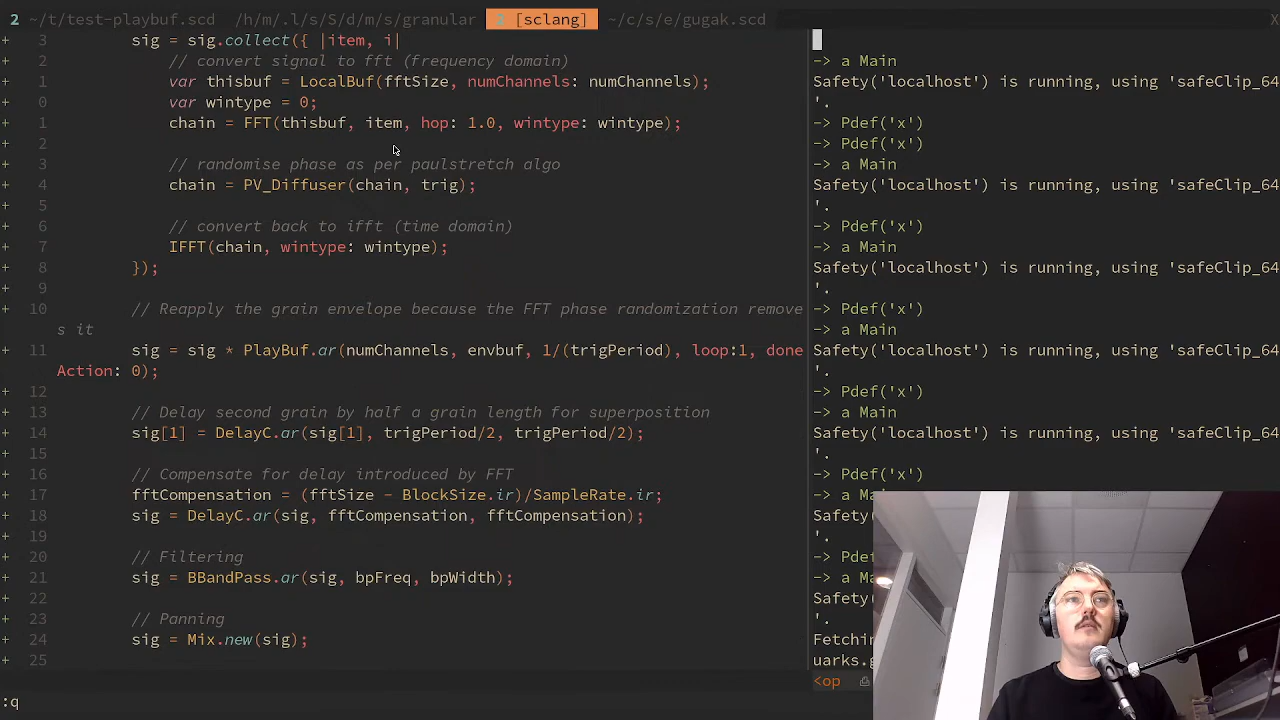 2 ~/t/test-playbuf.scd /h/m/.l/s/S/d/m/s/granular 2 [sclang] ~/c/s/e/gugak.scd X
+ 3 sig = sig.collect({ |item, i|
+ 2 // convert signal to fft (frequency domain)
+ 1 var thisbuf = LocalBuf(fftSize, numChannels: numChannels);
+ 0 var wintype = 0;
+ 1 chain = FFT(thisbuf, item, hop: 1.0, wintype: wintype);
+ 2
+ 3 // randomise phase as per paulstretch algo
+ 4 chain = PV_Diffuser(chain, trig);
+ 5
+ 6 // convert back to ifft (time domain)
+ 7 IFFT(chain, wintype: wintype);
+ 8 });
+ 9
+ 10 // Reapply the grain envelope because the FFT phase randomization remove
s it
+ 11 sig = sig * PlayBuf.ar(numChannels, envbuf, 1/(trigPeriod), loop:1, done
Action: 0);
+ 12
+ 13 // Delay second grain by half a grain length for superposition
+ 14 sig[1] = DelayC.ar(sig[1], trigPeriod/2, trigPeriod/2);
+ 15
+ 16 // Compensate for delay introduced by FFT
+ 17 fftCompensation = (fftSize - BlockSize.ir)/SampleRate.ir;
+ 18 sig = DelayC.ar(sig, fftCompensation, fftCompensation);
+ 19
+ 20 // Filtering
+ 21 sig = BBandPass.ar(sig, bpFreq, bpWidth);
+ 22
+ 23 // Panning
+ 24 sig = Mix.new(sig);
+ 25
:q
-> a Main
Safety('localhost') is running, using 'safeClip_64
'.
-> Pdef('x')
-> Pdef('x')
-> a Main
Safety('localhost') is running, using 'safeClip_64
'.
-> Pdef('x')
-> a Main
Safety('localhost') is running, using 'safeClip_64
'.
-> Pdef('x')
-> a Main
Safety('localhost') is running, using 'safeClip_64
'.
-> Pdef('x')
-> a Main
Safety('localhost') is running, using 'safeClip_64
'.
-> Pdef('x')
-> a Ma
Safety
'.
-> Pde
-> a Ma
Safety
'.
Fetchin
uarks.g
<op